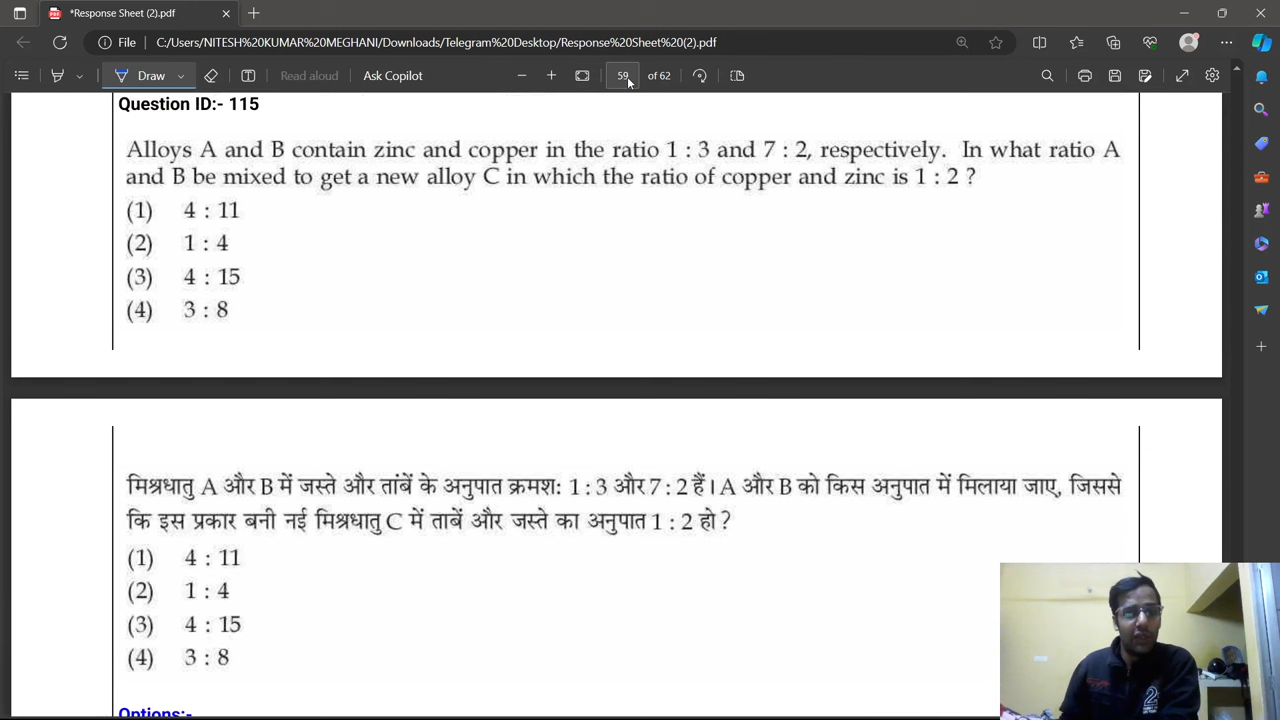 *Response Sheet (2).pdf
File C:/Users/NITESH%20KUMAR%20MEGHANI/Downloads/Telegram%20Desktop/Response%20Sheet%20(2).pdf
Draw Read aloud Ask Copilot 59 of 62
Question ID:- 115
Alloys A and B contain zinc and copper in the ratio 1 : 3 and 7 : 2, respectively. In what ratio A
and B be mixed to get a new alloy C in which the ratio of copper and zinc is 1 : 2 ?
(1) 4 : 11
(2) 1 : 4
(3) 4 : 15
(4) 3 : 8
मिश्रधातु A और B में जस्ते और तांबें के अनुपात क्रमश: 1 : 3 और 7 : 2 हैं। A और B को किस अनुपात में मिलाया जाए, जिससे
कि इस प्रकार बनी नई मिश्रधातु C में ताबें और जस्ते का अनुपात 1 : 2 हो ?
(1) 4 : 11
(2) 1 : 4
(3) 4 : 15
(4) 3 : 8
Options:-